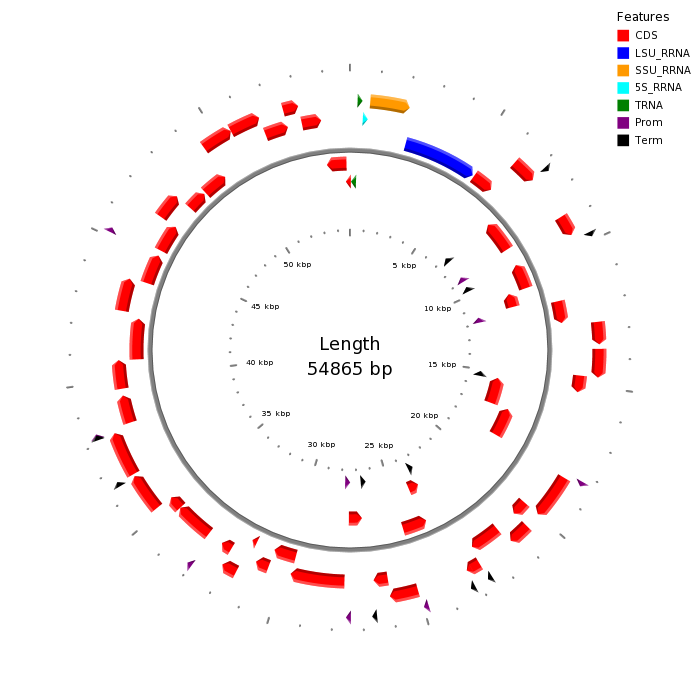 Features
CDS
LSU_RRNA
SSU_RRNA
5S_RRNA
TRNA
Prom
Term
50 kbp
5 kbp
45 kbp
10 kbp
Length
54865 bp
40 kbp
15 kbp
35 kbp
20 kbp
30 kbp
25 kbp